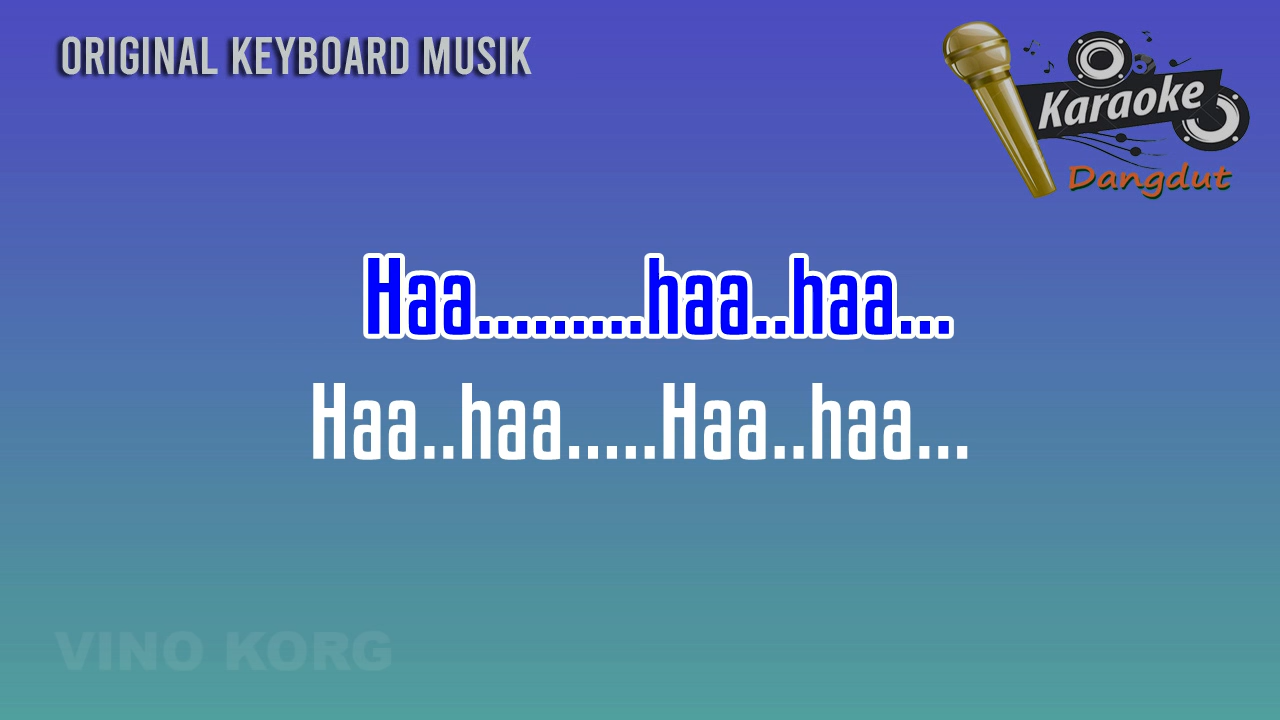 ORIGINAL KEYBOARD MUSIK
Karaoke
Dangdut
Haa.........haa..haa...
Haa..haa.....Haa..haa...
VINO KORG